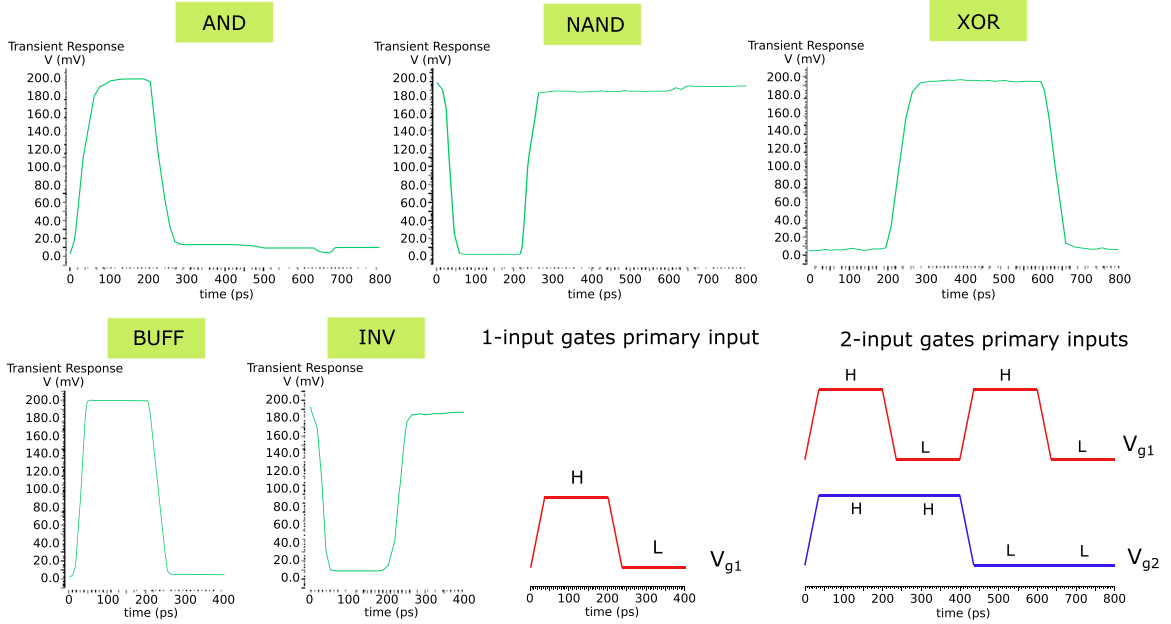 AND
NAND
XOR
Transient Response
V (mV)
200.0
180.0
160.0
140.0
120.0
100.0
80.0
60.0
40.0
20.0
0.0
0 100 200 300 400 500 600 700 800
time (ps)
Transient Response
V (mV)
200.0
180.0
160.0
140.0
120.0
100.0
80.0
60.0
40.0
20.0
0.0
0 100 200 300 400 500 600 700 800
time (ps)
Transient Response
V (mV)
200.0
180.0
160.0
140.0
120.0
100.0
80.0
60.0
40.0
20.0
0.0
0 100 200 300 400 500 600 700 800
time (ps)
BUFF
INV
1-input gates primary input
2-input gates primary inputs
Transient Response
V (mV)
200.0
180.0
160.0
140.0
120.0
100.0
80.0
60.0
40.0
20.0
0.0
0 100 200 300 400
time (ps)
Transient Response
V (mV)
200.0
180.0
160.0
140.0
120.0
100.0
80.0
60.0
40.0
20.0
0.0
0 100 200 300 400
time (ps)
H
L
Vg1
0 100 200 300 400
time (ps)
H H
L L
Vg1
H H
L L
Vg2
0 100 200 300 400 500 600 700 800
time (ps)